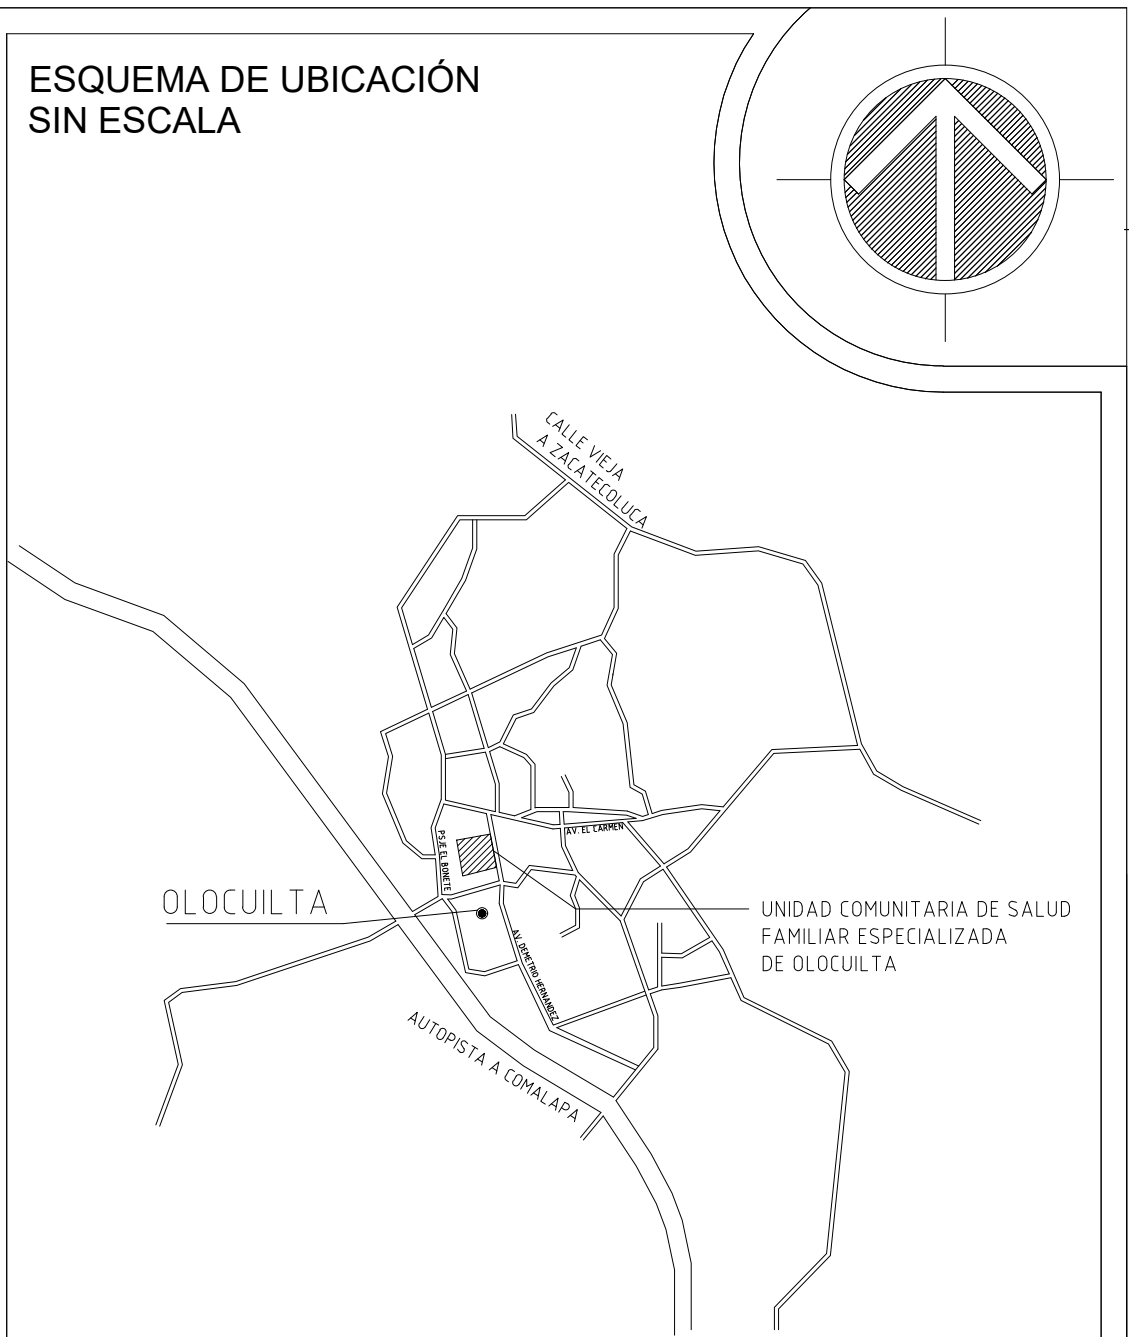 ESQUEMA DE UBICACIÓN
SIN ESCALA
CALLE VIEJA
A ZACATECOLUCA
AV. EL CARMEN
PSJE EL BONETE
OLOCUILTA
UNIDAD COMUNITARIA DE SALUD
FAMILIAR ESPECIALIZADA
DE OLOCUILTA
AV. DEMETRIO HERNANDEZ
AUTOPISTA A COMALAPA